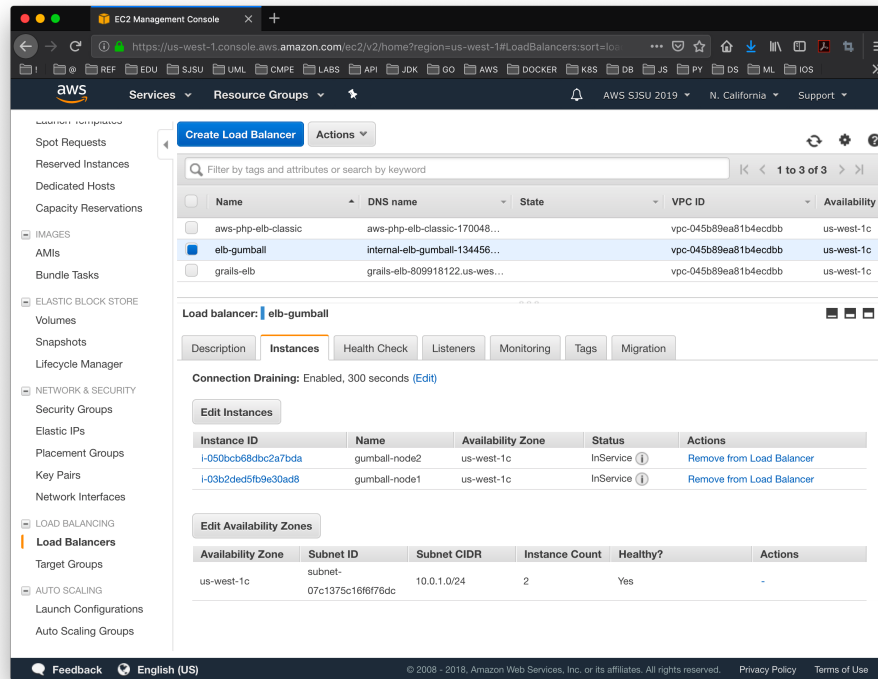 EC2 Management Console
https://us-west-1.console.aws.amazon.com/ec2/v2/home?region=us-west-1#LoadBalancers:sort=loa
! @ REF EDU SJSU UML CMPE LABS API JDK GO AWS DOCKER K8S DB JS PY DS ML IOS
aws Services Resource Groups AWS SJSU 2019 N. California Support
Launch Templates
Spot Requests
Reserved Instances
Dedicated Hosts
Capacity Reservations
IMAGES
AMIs
Bundle Tasks
ELASTIC BLOCK STORE
Volumes
Snapshots
Lifecycle Manager
NETWORK & SECURITY
Security Groups
Elastic IPs
Placement Groups
Key Pairs
Network Interfaces
LOAD BALANCING
Load Balancers
Target Groups
AUTO SCALING
Launch Configurations
Auto Scaling Groups
Create Load Balancer Actions
Filter by tags and attributes or search by keyword 1 to 3 of 3
Name DNS name State VPC ID Availability
aws-php-elb-classic aws-php-elb-classic-170048... vpc-045b89ea81b4ecdbb us-west-1c
elb-gumball internal-elb-gumball-134456... vpc-045b89ea81b4ecdbb us-west-1c
grails-elb grails-elb-809918122.us-wes... vpc-045b89ea81b4ecdbb us-west-1c
Load balancer: elb-gumball
Description Instances Health Check Listeners Monitoring Tags Migration
Connection Draining: Enabled, 300 seconds (Edit)
Edit Instances
Instance ID Name Availability Zone Status Actions
i-050bcb68dbc2a7bda gumball-node2 us-west-1c InService i Remove from Load Balancer
i-03b2ded5fb9e30ad8 gumball-node1 us-west-1c InService i Remove from Load Balancer
Edit Availability Zones
Availability Zone Subnet ID Subnet CIDR Instance Count Healthy? Actions
us-west-1c subnet- 10.0.1.0/24 2 Yes -
07c1375c16f6f76dc
Feedback English (US) © 2008 - 2018, Amazon Web Services, Inc. or its affiliates. All rights reserved. Privacy Policy Terms of Use